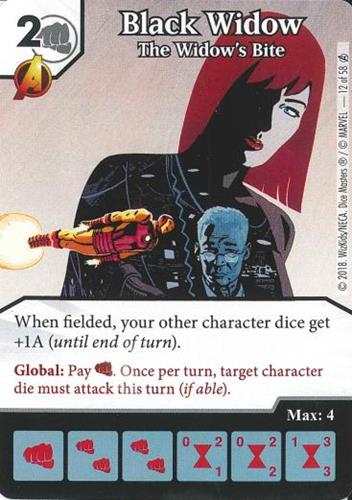 2
Black Widow
The Widow's Bite
© 2018. WizKids/NECA. Dice Masters ® / © MARVEL — 12 of 58
When fielded, your other character dice get
+1A (until end of turn).
Global: Pay . Once per turn, target character
die must attack this turn (if able).
Max: 4
0 2 1
0 2 2
1 3 3